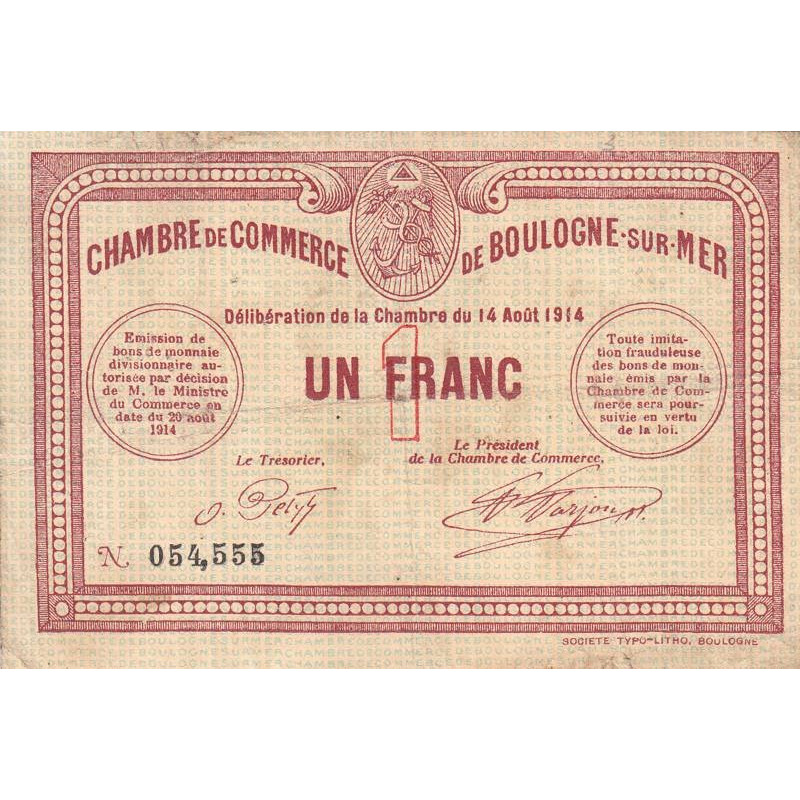 CHAMBRE DE COMMERCE
DE BOULOGNE-SUR-MER
Délibération de la Chambre du 14 Août 1914
Emission de
bons de monnaie
divisionnaire au-
torisée par décision
de M. le Ministre
du Commerce en
date du 20 août
1914
1
UN FRANC
Toute imita-
tion frauduleuse
des bons de mon-
naie émis par la
Chambre de Com-
merce sera pour-
suivie en vertu
de la loi.
Le Tresorier,
Le Président
de la Chambre de Commerce,
N. 054,555
SOCIETE TYPO-LITHO, BOULOGNE